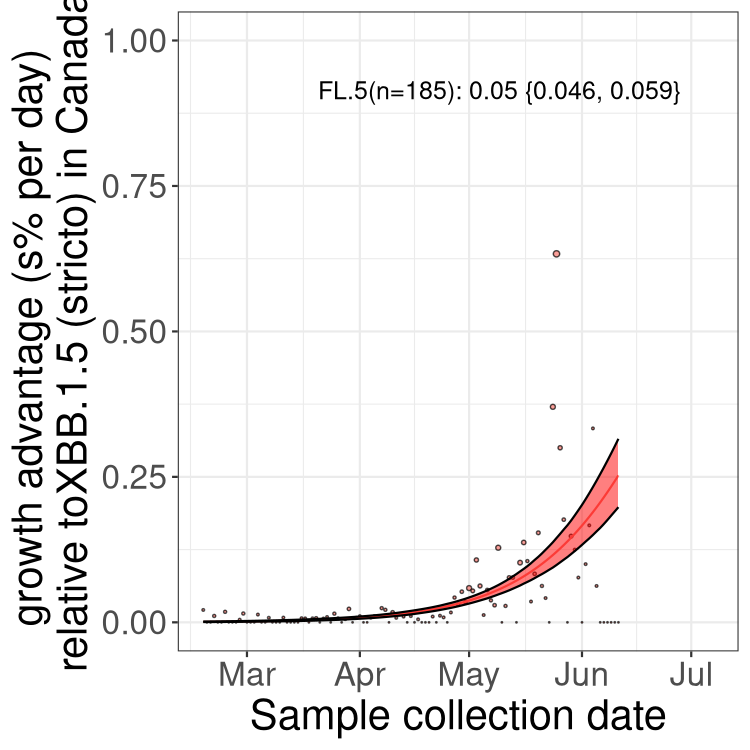 growth advantage (s% per day)
relative toXBB.1.5 (stricto) in Canada
1.00
0.75
0.50
0.25
0.00
FL.5(n=185): 0.05 {0.046, 0.059}
Mar Apr May Jun Jul
Sample collection date